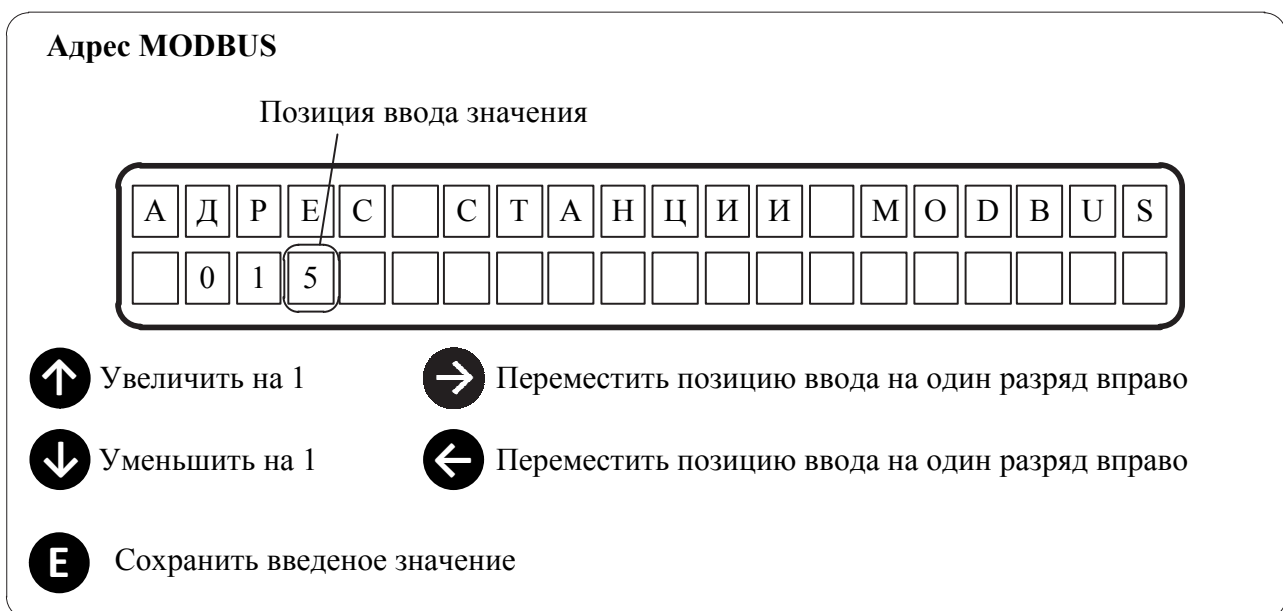 Адрес MODBUS
Позиция ввода значения
АДРЕС СТАНЦИИ MODBUS
015
Увеличить на 1
Переместить позицию ввода на один разряд вправо
Уменьшить на 1
Переместить позицию ввода на один разряд вправо
E Сохранить введеное значение